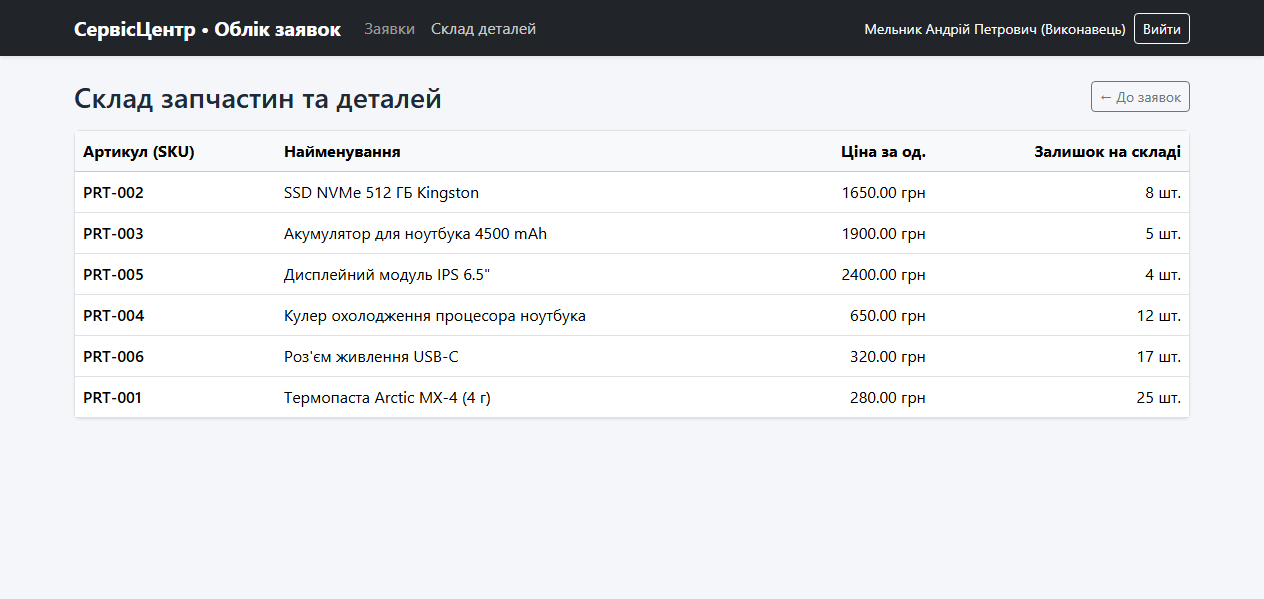 СервісЦентр • Облік заявок Заявки Склад деталей Мельник Андрій Петрович (Виконавець) Вийти
Склад запчастин та деталей ← До заявок
Артикул (SKU) Найменування Ціна за од. Залишок на складі
PRT-002 SSD NVMe 512 ГБ Kingston 1650.00 грн 8 шт.
PRT-003 Акумулятор для ноутбука 4500 mAh 1900.00 грн 5 шт.
PRT-005 Дисплейний модуль IPS 6.5" 2400.00 грн 4 шт.
PRT-004 Кулер охолодження процесора ноутбука 650.00 грн 12 шт.
PRT-006 Роз'єм живлення USB-C 320.00 грн 17 шт.
PRT-001 Термопаста Arctic MX-4 (4 г) 280.00 грн 25 шт.